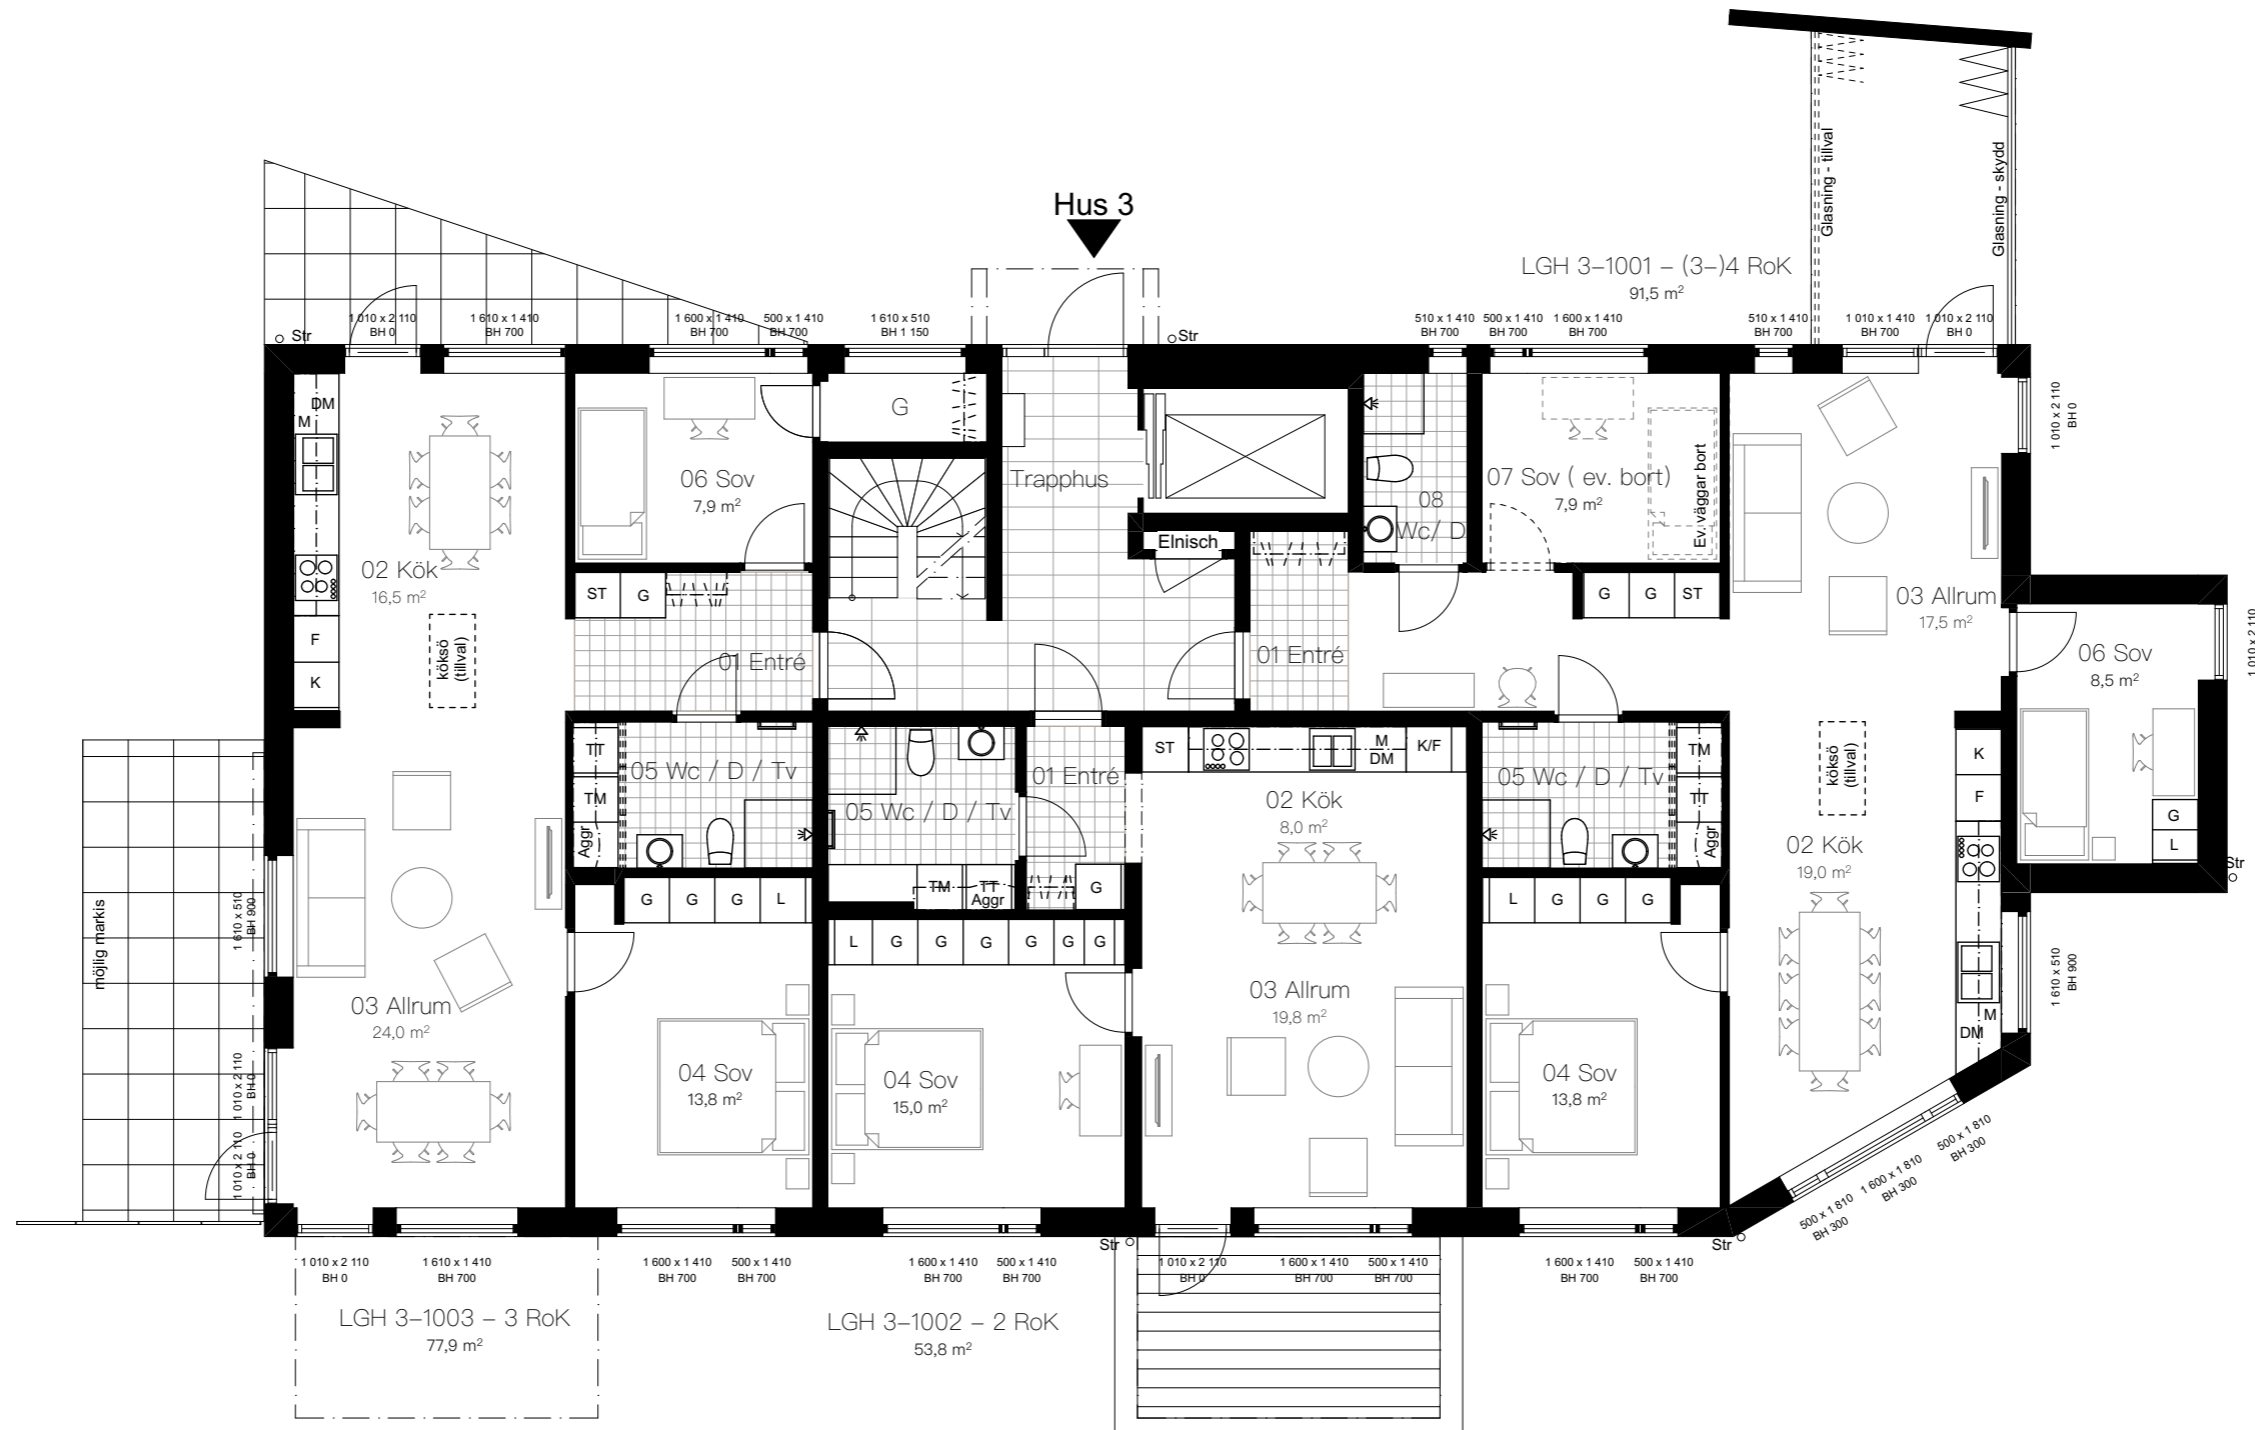 Hus 3
Glasning - tillval
Glasning - skydd
LGH 3-1001 - (3-)4 RoK
91,5 m²
Str
1 010 x 2 110
BH 0
1 610 x 1 410
BH 700
1 600 x 1 410
BH 700
500 x 1 410
BH 700
1 610 x 510
BH 1 150
Str
510 x 1 410
BH 700
500 x 1 410
BH 700
1 600 x 1 410
BH 700
510 x 1 410
BH 700
1 010 x 1 410
BH 700
1 010 x 2 110
BH 0
1 010 x 2 110
BH 0
DM
M
G
06 Sov
7,9 m²
Trapphus
08
Wc/ D
07 Sov ( ev. bort)
7,9 m²
Ev. väggar bort
Elnisch
02 Kök
16,5 m²
ST
G
F
K
köksö
(tillval)
01 Entré
01 Entré
G
G
ST
03 Allrum
17,5 m²
06 Sov
8,5 m²
1 010 x 2 110
BH 0
TT
TM
Aggr
05 Wc / D / Tv
05 Wc / D / Tv
01 Entré
ST
M
DM
K/F
02 Kök
8,0 m²
05 Wc / D / Tv
TM
TT
Aggr
köksö
(tillval)
K
F
G
L
Str
02 Kök
19,0 m²
TM
TT
Aggr
G
G
G
G
L
L
G
G
G
G
G
G
L
G
G
G
möjlig markis
1 610 x 510
BH 900
1 610 x 510
BH 900
03 Allrum
24,0 m²
03 Allrum
19,8 m²
M
DM
1 010 x 2 110
BH 0
1 010 x 2 110
BH 0
04 Sov
13,8 m²
04 Sov
15,0 m²
04 Sov
13,8 m²
500 x 1 810
BH 300
1 600 x 1 810
BH 300
500 x 1 810
BH 300
Str
Str
1 010 x 2 110
BH 0
1 610 x 1 410
BH 700
1 600 x 1 410
BH 700
500 x 1 410
BH 700
1 600 x 1 410
BH 700
500 x 1 410
BH 700
1 010 x 2 110
BH 0
1 600 x 1 410
BH 700
500 x 1 410
BH 700
1 600 x 1 410
BH 700
500 x 1 410
BH 700
LGH 3-1003 - 3 RoK
77,9 m²
LGH 3-1002 - 2 RoK
53,8 m²